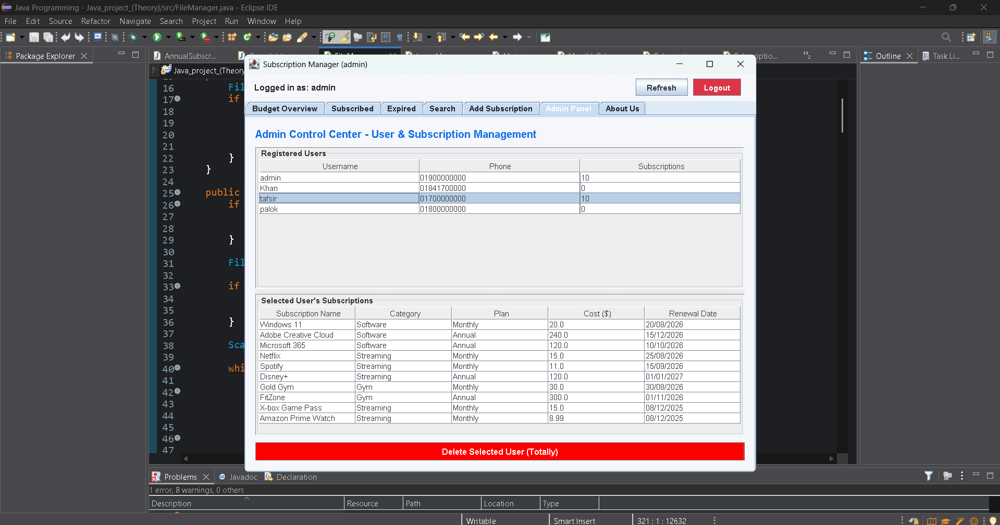 Java Programming - Java_project_(Theory)/src/FileManager.java - Eclipse IDE
File Edit Source Refactor Navigate Search Project Run Window Help
Package Explorer
AnnualSubscr...
Outline
Task Li...
Java_project_(Theory
Subscription Manager (admin)
Logged in as: admin
Refresh
Logout
Budget Overview
Subscribed
Expired
Search
Add Subscription
Admin Panel
About Us
Admin Control Center - User & Subscription Management
Registered Users
Username Phone Subscriptions
admin 01900000000 10
Khan 01841700000 0
tafsir 01700000000 10
palok 01800000000 0
Selected User's Subscriptions
Subscription Name Category Plan Cost ($) Renewal Date
Windows 11 Software Monthly 20.0 20/08/2026
Adobe Creative Cloud Software Annual 240.0 15/12/2026
Microsoft 365 Software Annual 120.0 10/10/2026
Netflix Streaming Monthly 15.0 25/08/2026
Spotify Streaming Monthly 11.0 15/09/2026
Disney+ Streaming Annual 120.0 01/01/2027
Gold Gym Gym Monthly 30.0 30/08/2026
FitZone Gym Annual 300.0 01/11/2026
X-box Game Pass Streaming Monthly 15.0 08/12/2025
Amazon Prime Watch Streaming Monthly 8.99 08/12/2025
Delete Selected User (Totally)
16 Fil
17 if
18
19
20
21
22 }
23 }
24
25 public
26 if
27
28
29 }
30
31 Fil
32
33 if
34
35
36 }
37
38 Sca
39
40 whi
41
42
43
44
45
46
47
Problems
Javadoc
Declaration
1 error, 8 warnings, 0 others
Description Resource Path Location Type
Writable Smart Insert 321 : 1 : 12632